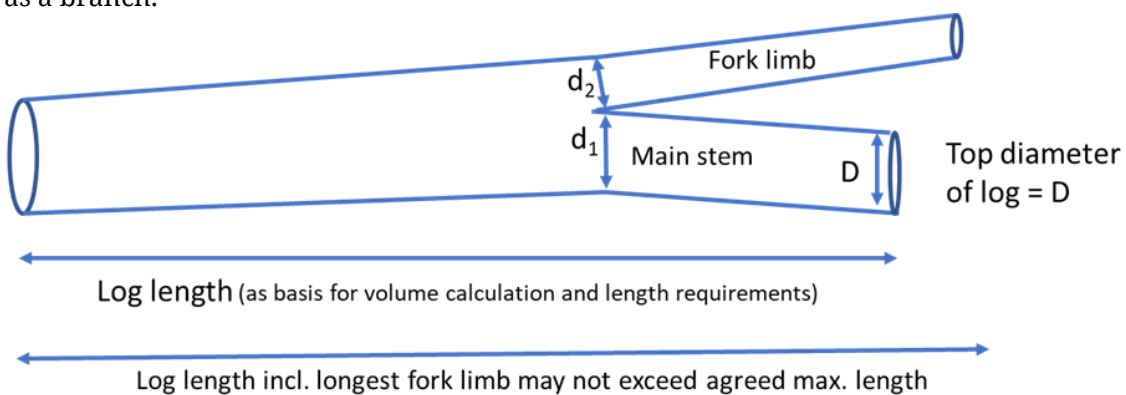 as a branch.
Fork limb
d₂
d₁
Main stem
D
Top diameter
of log = D
Log length (as basis for volume calculation and length requirements)
Log length incl. longest fork limb may not exceed agreed max. length